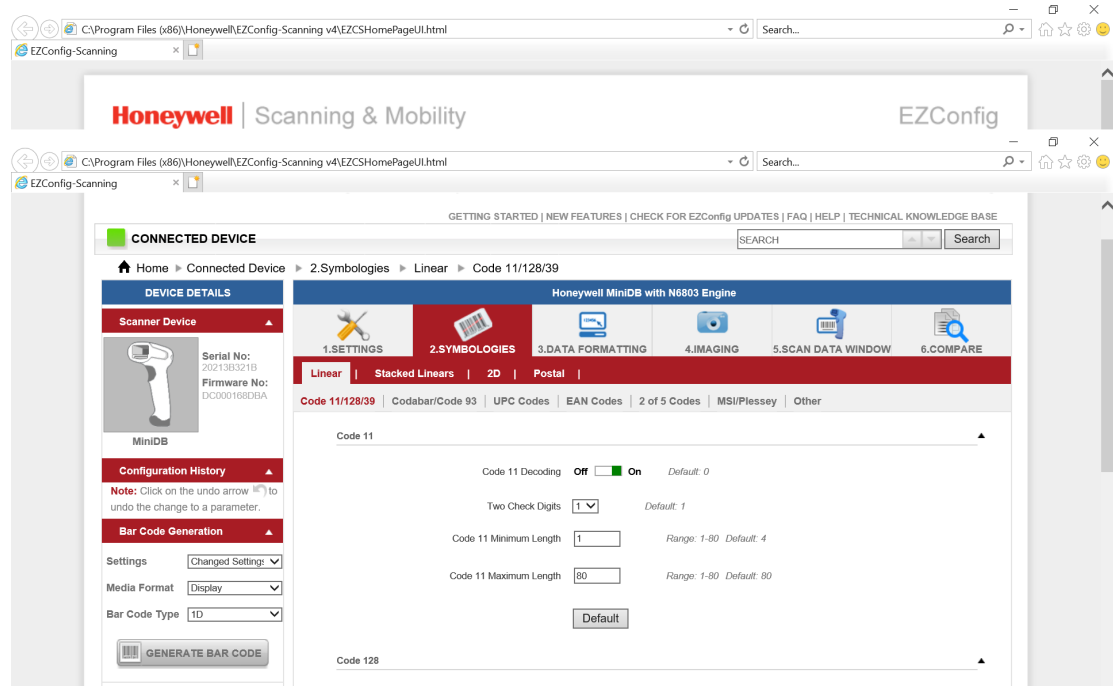 C:\Program Files (x86)\Honeywell\EZConfig-Scanning v4\EZCSHomePageUI.html
Search...
EZConfig-Scanning
Honeywell | Scanning & Mobility
EZConfig
C:\Program Files (x86)\Honeywell\EZConfig-Scanning v4\EZCSHomePageUI.html
Search...
EZConfig-Scanning
GETTING STARTED | NEW FEATURES | CHECK FOR EZConfig UPDATES | FAQ | HELP | TECHNICAL KNOWLEDGE BASE
CONNECTED DEVICE
SEARCH
Search
Home ▶ Connected Device ▶ 2.Symbologies ▶ Linear ▶ Code 11/128/39
DEVICE DETAILS
Honeywell MiniDB with N6803 Engine
Scanner Device
Serial No:
20213B321B
Firmware No:
DC000168DBA
MiniDB
1.SETTINGS
2.SYMBOLOGIES
3.DATA FORMATTING
4.IMAGING
5.SCAN DATA WINDOW
6.COMPARE
Linear | Stacked Linears | 2D | Postal |
Code 11/128/39 | Codabar/Code 93 | UPC Codes | EAN Codes | 2 of 5 Codes | MSI/Plessey | Other
Configuration History
Note: Click on the undo arrow to
undo the change to a parameter.
Bar Code Generation
Settings Changed Settings
Media Format Display
Bar Code Type 1D
GENERATE BAR CODE
Code 11
Code 11 Decoding Off On Default: 0
Two Check Digits 1 Default: 1
Code 11 Minimum Length 1 Range: 1-80 Default: 4
Code 11 Maximum Length 80 Range: 1-80 Default: 80
Default
Code 128